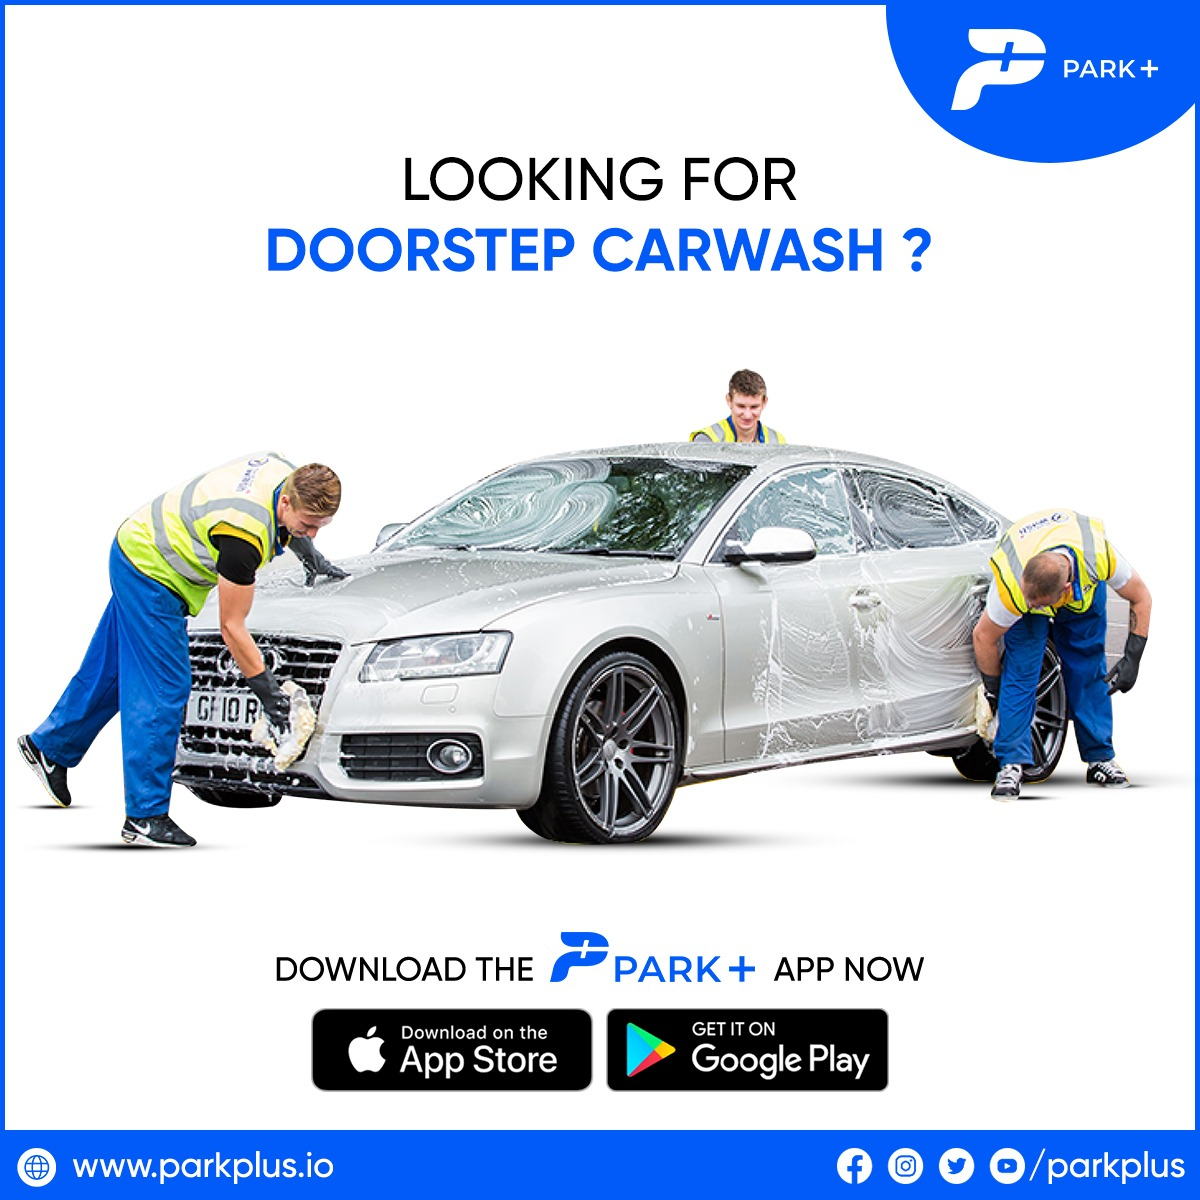 PARK+
LOOKING FOR
DOORSTEP CARWASH ?
DOWNLOAD THE PARK+ APP NOW
Download on the
App Store
GET IT ON
Google Play
www.parkplus.io
/parkplus